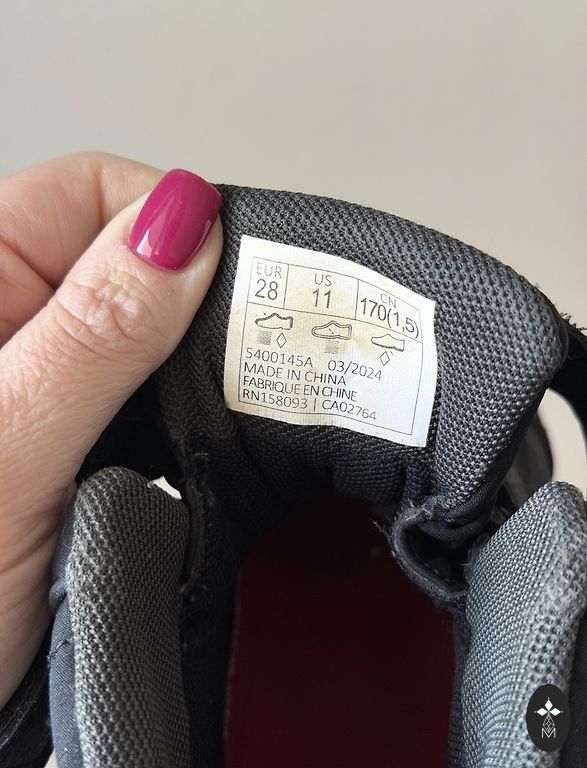 EUR US CN
28 11 170(1,5)
5400145A 03/2024
MADE IN CHINA
FABRIQUE EN CHINE
RN158093 | CA02764
M